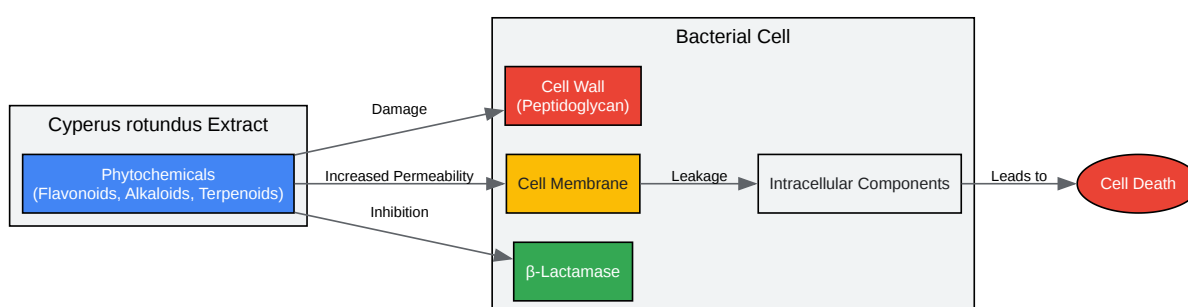 Bacterial Cell
Cell Wall
(Peptidoglycan)
Damage
Cyperus rotundus Extract
Phytochemicals
(Flavonoids, Alkaloids, Terpenoids)
Increased Permeability
Cell Membrane
Leakage
Intracellular Components
Leads to
Cell Death
Inhibition
β-Lactamase